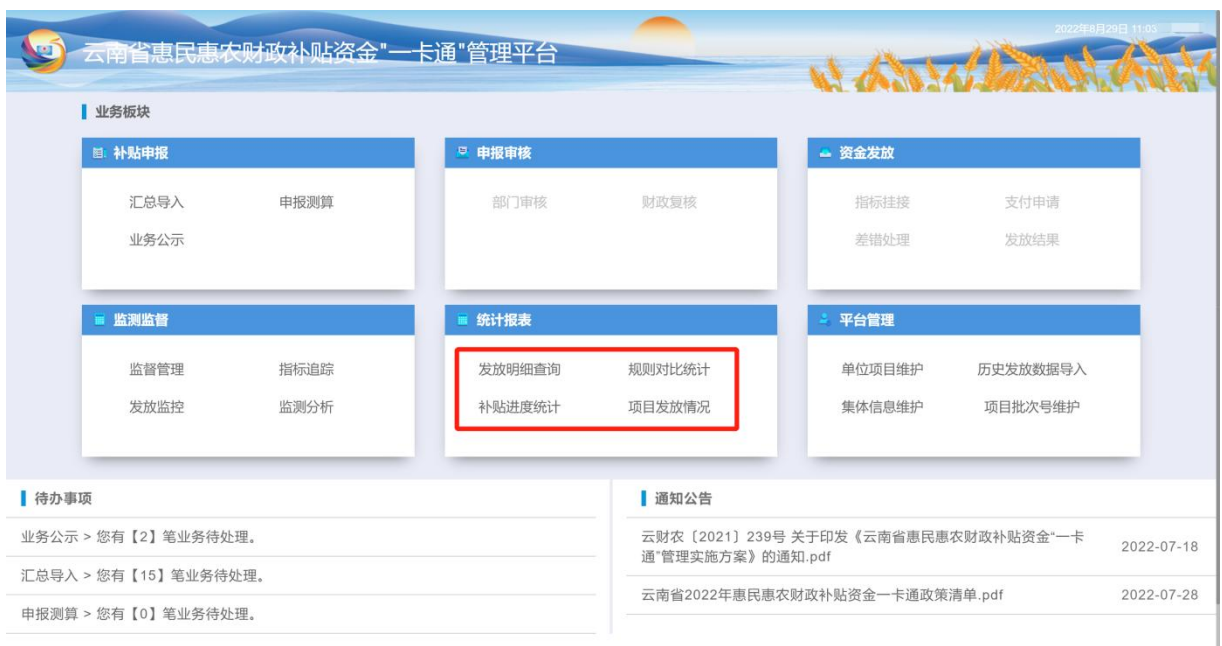 2022年8月29日 11:03
云南省惠民惠农财政补贴资金"一卡通"管理平台
业务板块
补贴申报
汇总导入 申报测算
业务公示
申报审核
部门审核 财政复核
资金发放
指标挂接 支付申请
差错处理 发放结果
监测监督
监督管理 指标追踪
发放监控 监测分析
统计报表
发放明细查询 规则对比统计
补贴进度统计 项目发放情况
平台管理
单位项目维护 历史发放数据导入
集体信息维护 项目批次号维护
待办事项
业务公示 > 您有【2】笔业务待处理。
汇总导入 > 您有【15】笔业务待处理。
申报测算 > 您有【0】笔业务待处理。
通知公告
云财农〔2021〕239号 关于印发《云南省惠民惠农财政补贴资金“一卡
通”管理实施方案》的通知.pdf
2022-07-18
云南省2022年惠民惠农财政补贴资金一卡通政策清单.pdf 2022-07-28